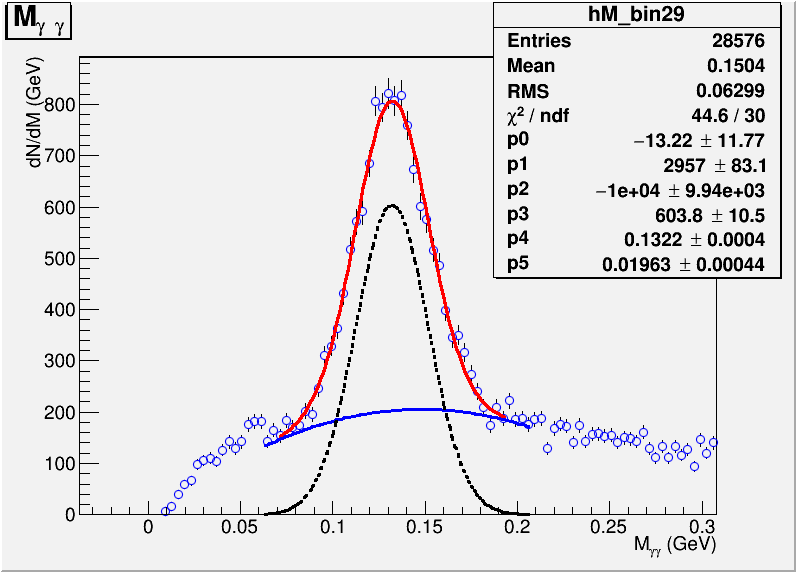 Mγ γ
hM_bin29
Entries 28576
Mean 0.1504
RMS 0.06299
χ² / ndf 44.6 / 30
p0 −13.22 ± 11.77
p1 2957 ± 83.1
p2 −1e+04 ± 9.94e+03
p3 603.8 ± 10.5
p4 0.1322 ± 0.0004
p5 0.01963 ± 0.00044
dN/dM (GeV)
800
700
600
500
400
300
200
100
0
0 0.05 0.1 0.15 0.2 0.25 0.3
Mγγ (GeV)